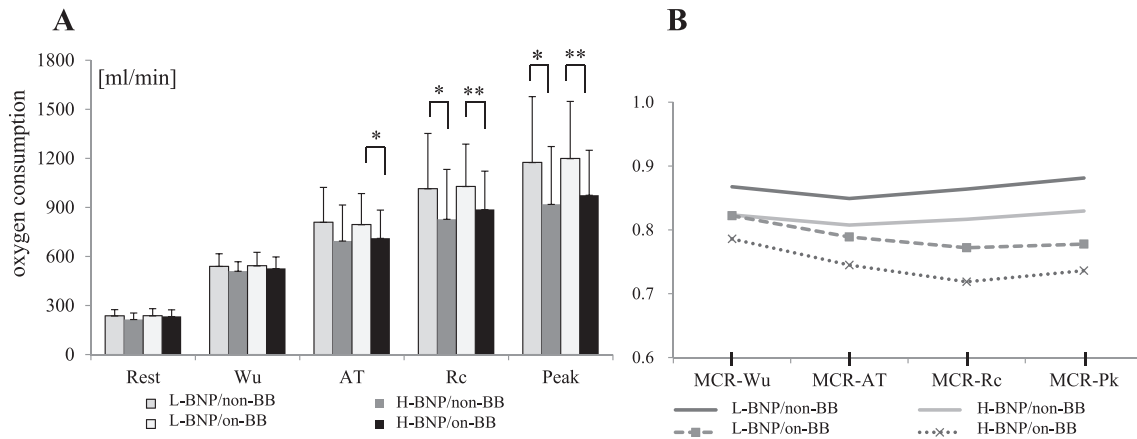 A
B
1800
[ml/min]
1500
1200
900
600
300
0
oxygen consumption
* ** * ** *
Rest Wu AT Rc Peak
L-BNP/non-BB H-BNP/non-BB
L-BNP/on-BB H-BNP/on-BB
1.0
0.9
0.8
0.7
0.6
MCR-Wu MCR-AT MCR-Rc MCR-Pk
L-BNP/non-BB H-BNP/non-BB
L-BNP/on-BB H-BNP/on-BB